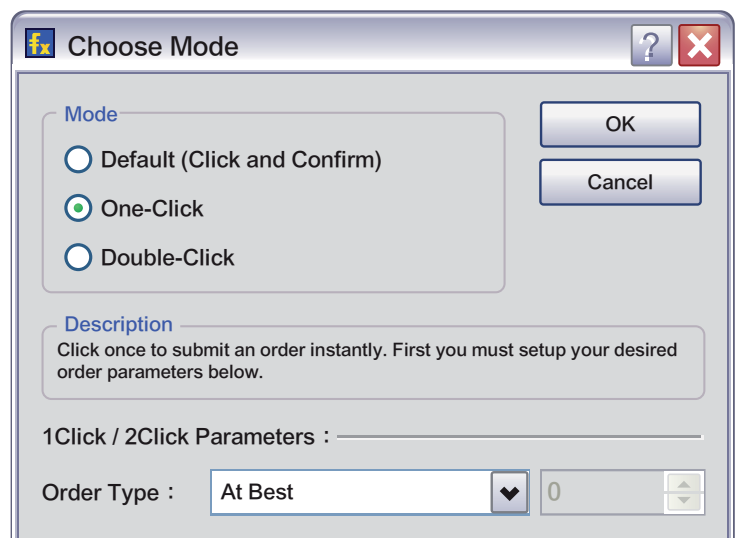 fx Choose Mode ?
Mode
Default (Click and Confirm)
One-Click
Double-Click
OK
Cancel
Description
Click once to submit an order instantly. First you must setup your desired
order parameters below.
1Click / 2Click Parameters :
Order Type : At Best 0